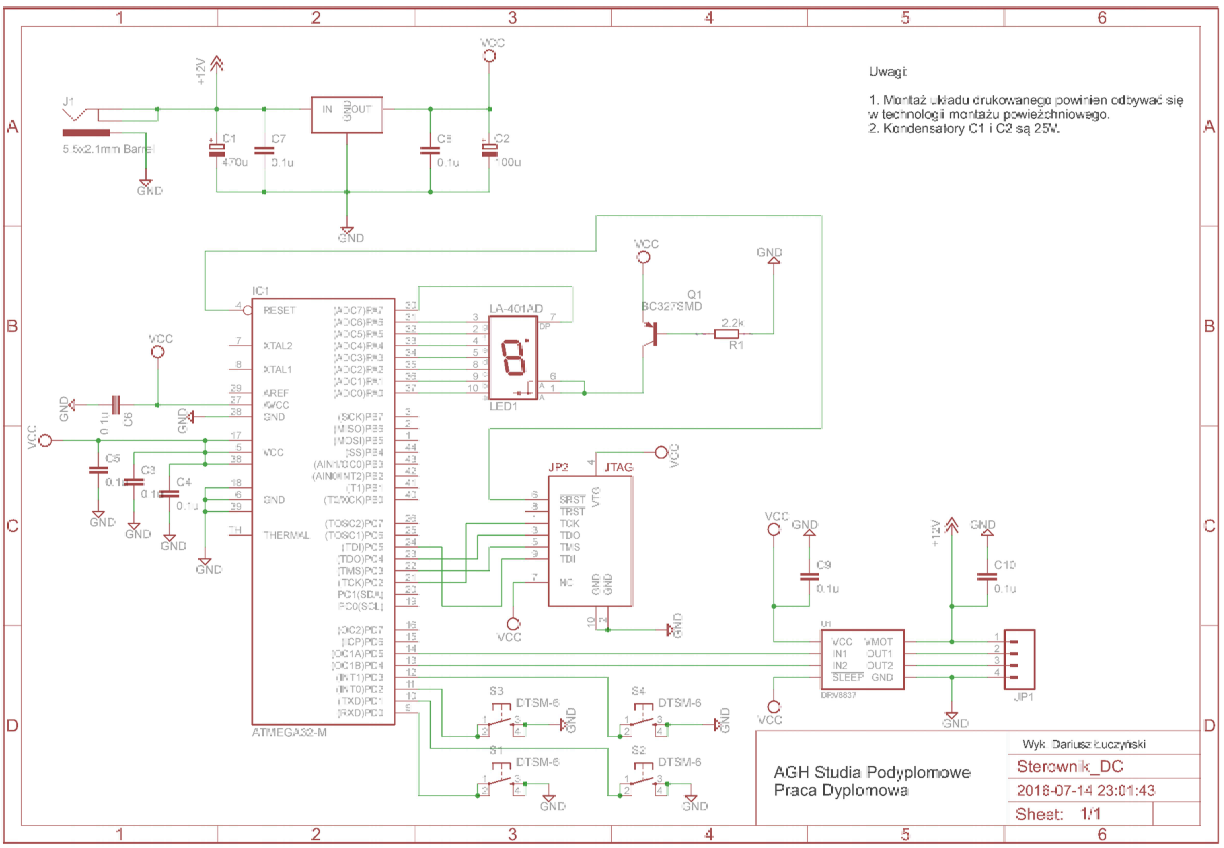 1 2 3 4 5 6
A A
B B
C C
D D
1 2 3 4 5 6
J1
5.5x2.1mm Barrel
GND
+12V
C1
470u
C7
0.1u
IN GND OUT
GND
0.1u
VCC
C2
100u
Uwagi:
1. Montaż układu drukowanego powinien odbywać się
w technologii montażu powieżchniowego.
2. Kondensatory C1 i C2 są 25V.
IC1
4 RESET
7 XTAL2
8 XTAL1
29 AREF
27 AVCC
28 GND
17
5 VCC
38
18
6 GND
39
TH THERMAL
ATMEGA32-M
(ADC7)PA7 30
(ADC6)PA6 31
(ADC5)PA5 32
(ADC4)PA4 33
(ADC3)PA3 34
(ADC2)PA2 35
(ADC1)PA1 36
(ADC0)PA0 37
(SCK)PB7 3
(MISO)PB6 2
(MOSI)PB5 1
(SS)PB4 44
(AIN1/OC0)PB3 43
(AIN0/INT2)PB2 42
(T1)PB1 41
(T0/XCK)PB0 40
(TOSC2)PC7 26
(TOSC1)PC6 25
(TDI)PC5 24
(TDO)PC4 23
(TMS)PC3 22
(TCK)PC2 21
PC1(SDA) 20
PC0(SCL) 19
(OC2)PD7 16
(ICP)PD6 15
(OC1A)PD5 14
(OC1B)PD4 13
(INT1)PD3 12
(INT0)PD2 11
(TXD)PD1 10
(RXD)PD0 9
VCC
GND
0.1u
C6
GND
VCC
C5
0.1u
GND
C3
0.1u
GND
C4
0.1u
GND
GND
LA-401AD
3
2
4
5
8
9
10
7 DP
6 A
1 A
LED1
VCC
Q1
BC327SMD
2.2k
R1
GND
JP2 JTAG
4
VTG
VCC
6 SRST
8 TRST
1 TCK
3 TDO
5 TMS
9 TDI
7 NC
GND
GND
10 2
GND
VCC
VCC
GND
C9
0.1u
+12V
GND
C10
0.1u
U1
VCC VMOT
IN1 OUT1
IN2 OUT2
SLEEP GND
DRV8837
VCC
GND
1
2
3
4
JP1
S3
DTSM-6
1 3
2 4
GND
S4
DTSM-6
1 3
2 4
GND
S1
DTSM-6
1 3
2 4
GND
S2
DTSM-6
1 3
2 4
GND
AGH Studia Podyplomowe
Praca Dyplomowa
Wyk. Dariusz Łuczyński
Sterownik_DC
2016-07-14 23:01:43
Sheet: 1/1